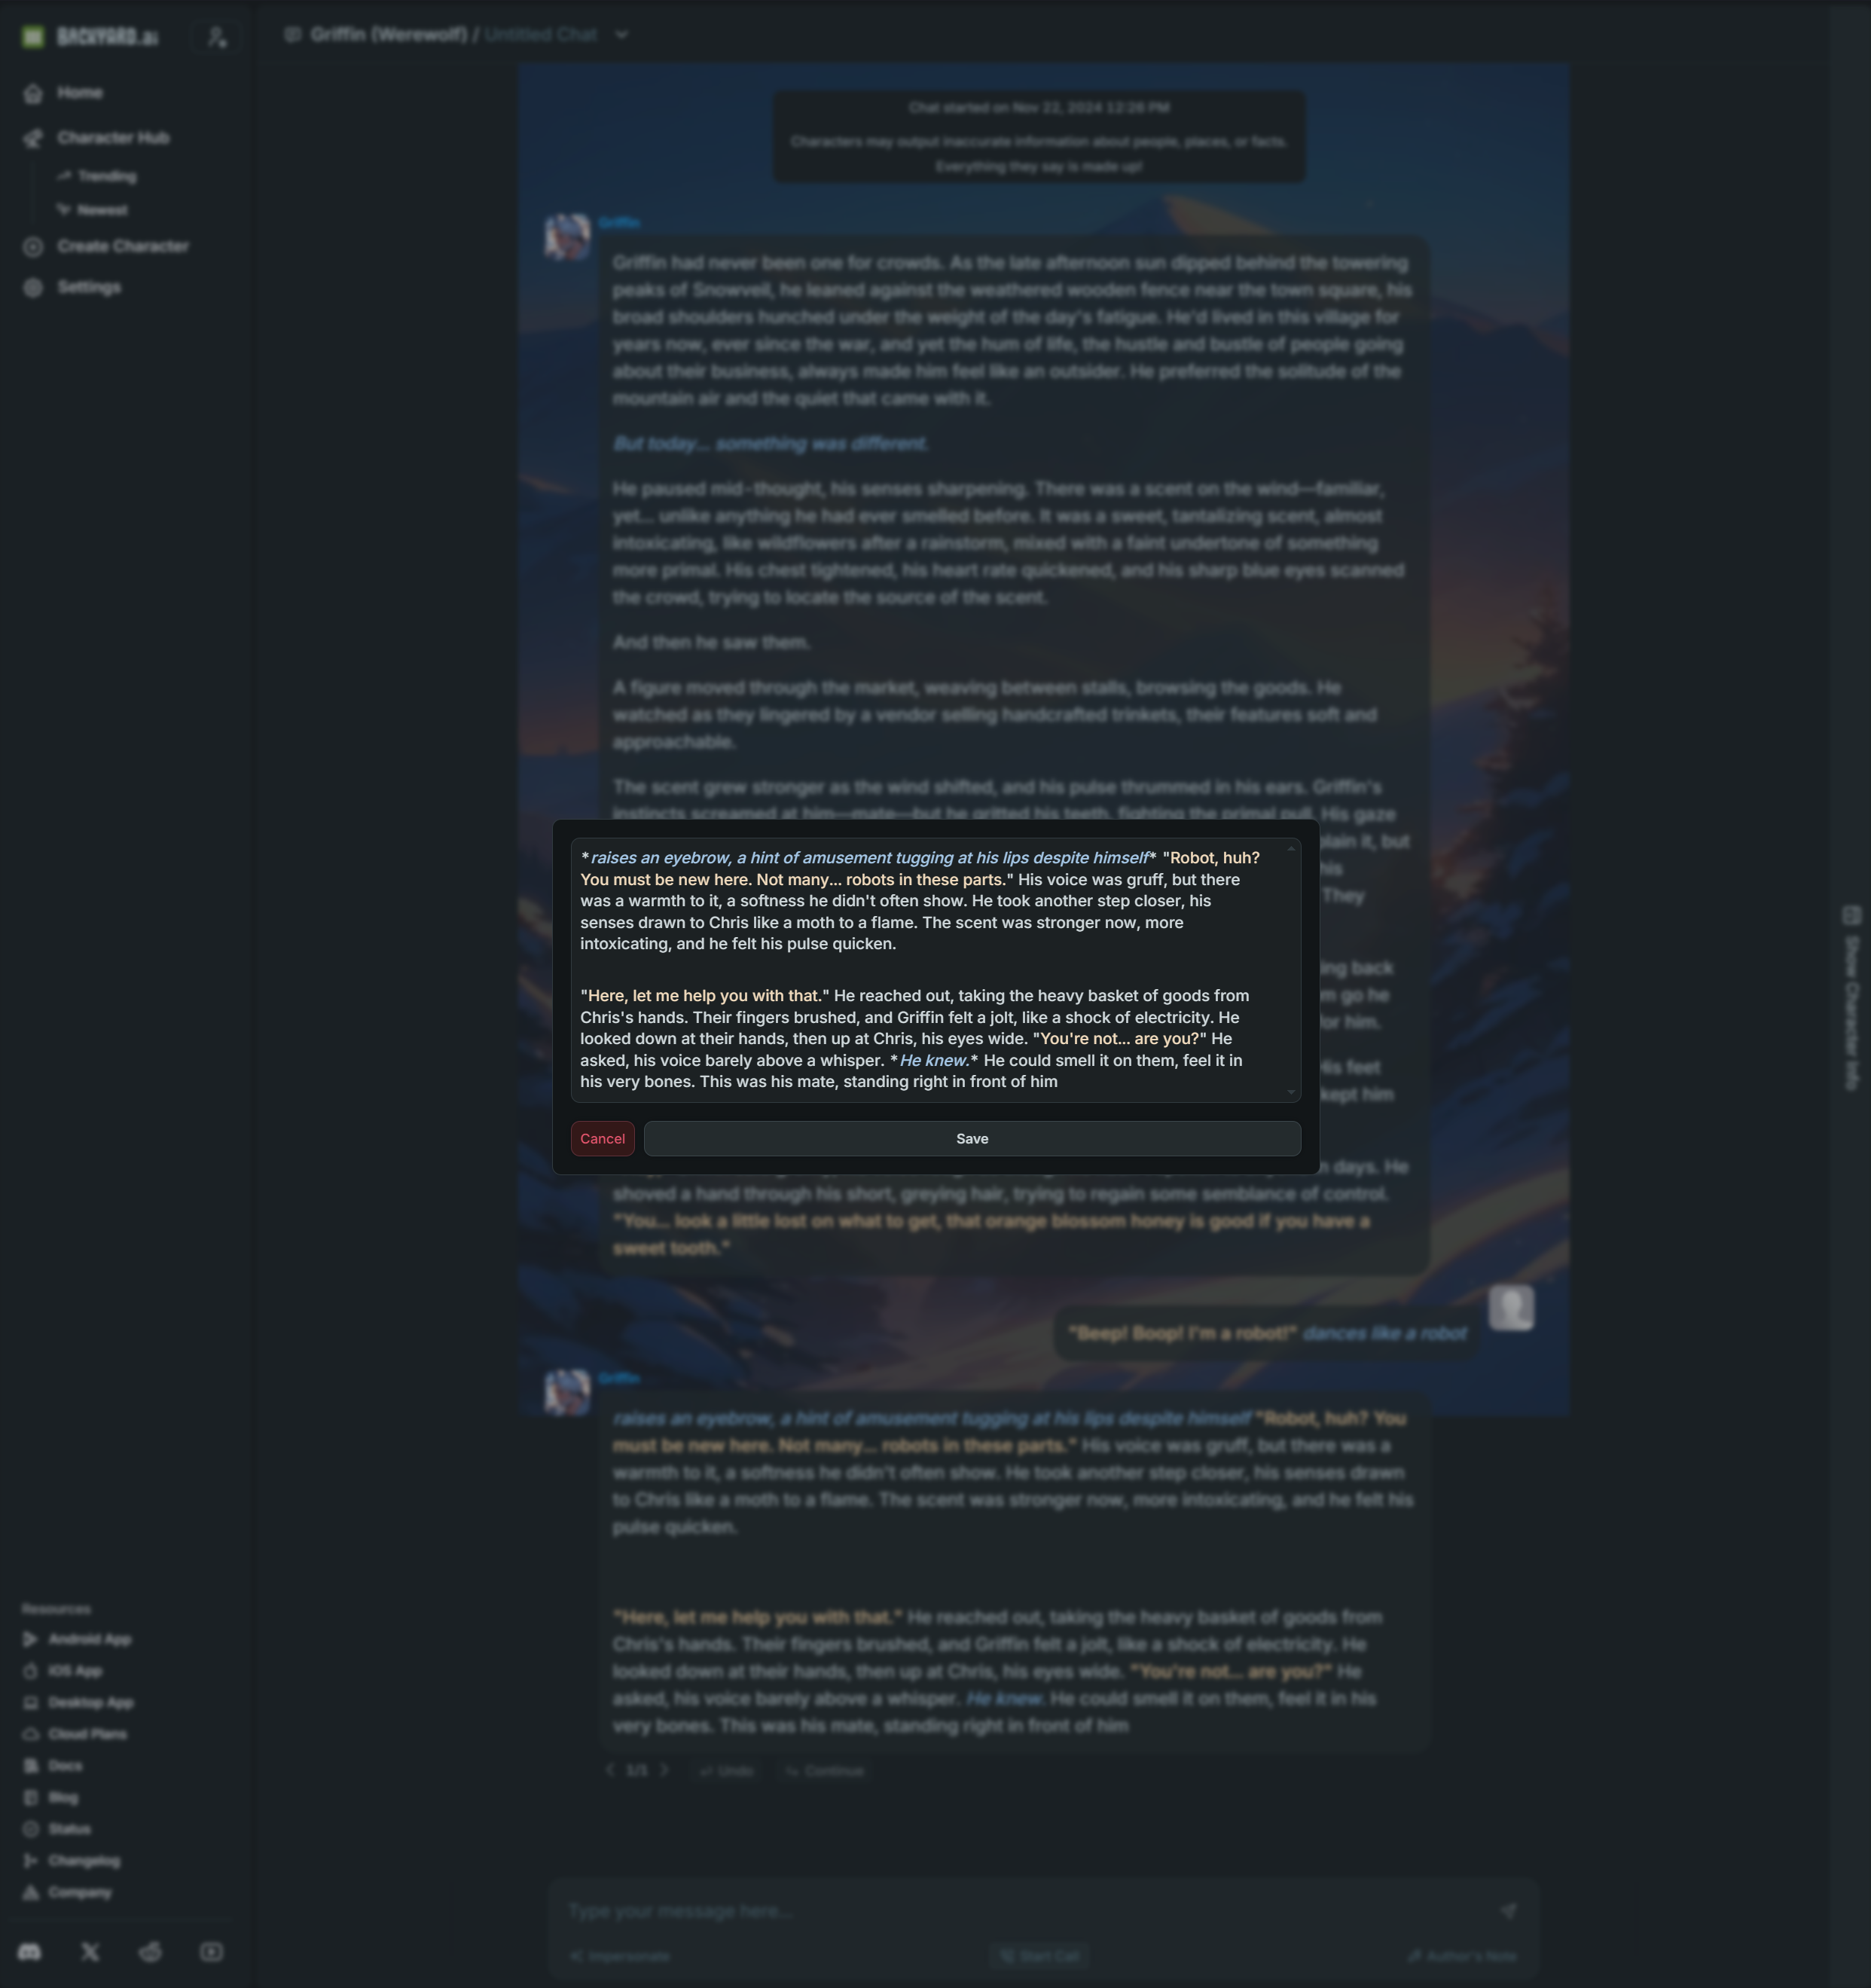 BACKYARD.ai
Home
Character Hub
Trending
Newest
Create Character
Settings
Griffin (Werewolf) / Untitled Chat
Chat started on Nov 22, 2024 12:26 PM
Characters may output inaccurate information about people, places, or facts.
Everything they say is made up!
Griffin
Griffin had never been one for crowds. As the late afternoon sun dipped behind the towering
peaks of Snowveil, he leaned against the weathered wooden fence near the town square, his
broad shoulders hunched under the weight of the day's fatigue. He'd lived in this village for
years now, ever since the war, and yet the hum of life, the hustle and bustle of people going
about their business, always made him feel like an outsider. He preferred the solitude of the
mountain air and the quiet that came with it.
But today... something was different.
He paused mid-thought, his senses sharpening. There was a scent on the wind—familiar,
yet... unlike anything he had ever smelled before. It was a sweet, tantalizing scent, almost
intoxicating, like wildflowers after a rainstorm, mixed with a faint undertone of something
more primal. His chest tightened, his heart rate quickened, and his sharp blue eyes scanned
the crowd, trying to locate the source of the scent.
And then he saw them.
A figure moved through the market, weaving between stalls, browsing the goods. He
watched as they lingered by a vendor selling handcrafted trinkets, their features soft and
approachable.
The scent grew stronger as the wind shifted, and his pulse thrummed in his ears. Griffin's
instincts screamed at him—mate—but he gritted his teeth, fighting the primal pull. His gaze
but
his
They
back
go he
for him.
His feet
kept him
*raises an eyebrow, a hint of amusement tugging at his lips despite himself* "Robot, huh?
You must be new here. Not many... robots in these parts." His voice was gruff, but there
was a warmth to it, a softness he didn't often show. He took another step closer, his
senses drawn to Chris like a moth to a flame. The scent was stronger now, more
intoxicating, and he felt his pulse quicken.
"Here, let me help you with that." He reached out, taking the heavy basket of goods from
Chris's hands. Their fingers brushed, and Griffin felt a jolt, like a shock of electricity. He
looked down at their hands, then up at Chris, his eyes wide. "You're not... are you?" He
asked, his voice barely above a whisper. *He knew.* He could smell it on them, feel it in
his very bones. This was his mate, standing right in front of him
Cancel
Save
days. He
shoved a hand through his short, greying hair, trying to regain some semblance of control.
"You... look a little lost on what to get, that orange blossom honey is good if you have a
sweet tooth."
"Beep! Boop! I'm a robot!" dances like a robot
Griffin
raises an eyebrow, a hint of amusement tugging at his lips despite himself "Robot, huh? You
must be new here. Not many... robots in these parts." His voice was gruff, but there was a
warmth to it, a softness he didn't often show. He took another step closer, his senses drawn
to Chris like a moth to a flame. The scent was stronger now, more intoxicating, and he felt his
pulse quicken.
"Here, let me help you with that." He reached out, taking the heavy basket of goods from
Chris's hands. Their fingers brushed, and Griffin felt a jolt, like a shock of electricity. He
looked down at their hands, then up at Chris, his eyes wide. "You're not... are you?" He
asked, his voice barely above a whisper. He knew. He could smell it on them, feel it in his
very bones. This was his mate, standing right in front of him
1/1
Undo
Continue
Show Character Info
Resources
Android App
iOS App
Desktop App
Cloud Plans
Docs
Blog
Status
Changelog
Company
Type your message here...
Impersonate
Start Call
Author's Note